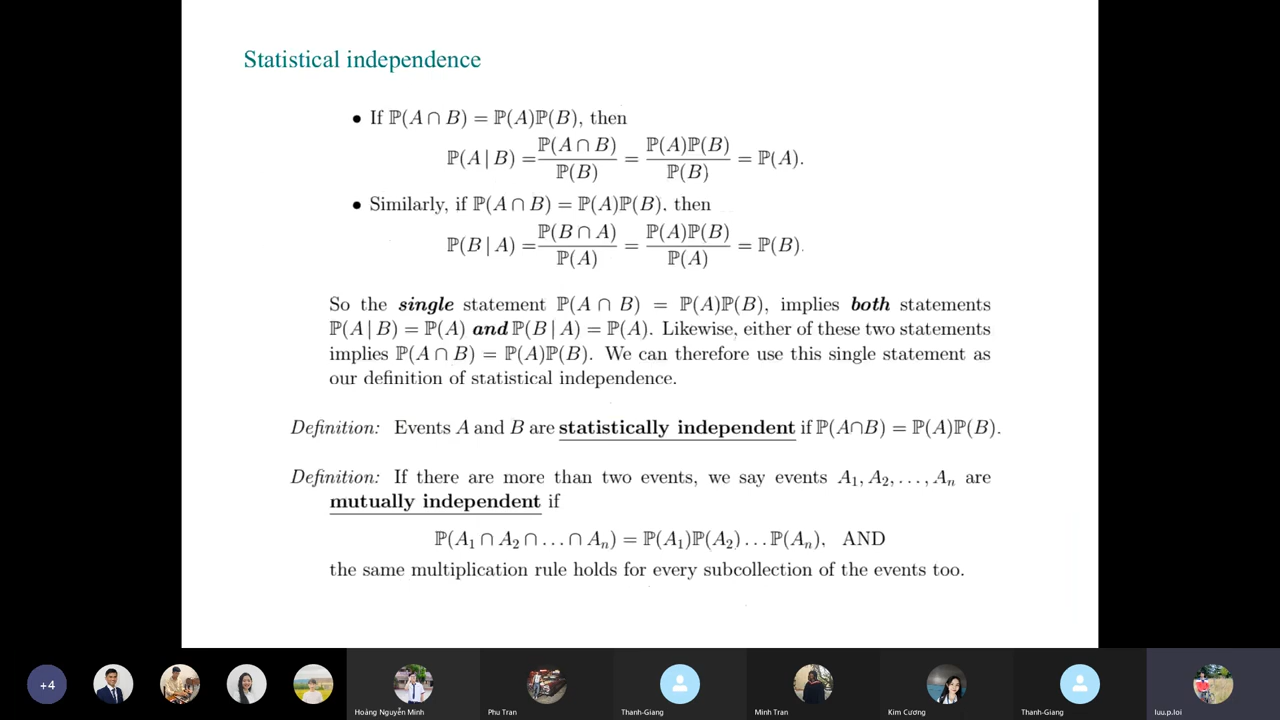 Statistical independence
• If ℙ(A ∩ B) = ℙ(A)ℙ(B), then
ℙ(A | B) = ℙ(A ∩ B) / ℙ(B) = ℙ(A)ℙ(B) / ℙ(B) = ℙ(A).
• Similarly, if ℙ(A ∩ B) = ℙ(A)ℙ(B). then
ℙ(B | A) = ℙ(B ∩ A) / ℙ(A) = ℙ(A)ℙ(B) / ℙ(A) = ℙ(B).
So the single statement ℙ(A ∩ B) = ℙ(A)ℙ(B), implies both statements
ℙ(A | B) = ℙ(A) and ℙ(B | A) = ℙ(A). Likewise, either of these two statements
implies ℙ(A ∩ B) = ℙ(A)ℙ(B). We can therefore use this single statement as
our definition of statistical independence.
Definition: Events A and B are statistically independent if ℙ(A∩B) = ℙ(A)ℙ(B).
Definition: If there are more than two events, we say events A₁, A₂, . . . , Aₙ are
mutually independent if
ℙ(A₁ ∩ A₂ ∩ . . . ∩ Aₙ) = ℙ(A₁)ℙ(A₂) . . . ℙ(Aₙ), AND
the same multiplication rule holds for every subcollection of the events too.
+4
Hoàng Nguyễn Minh
Phu Tran
Thanh-Giang
Minh Tran
Kim Cương
Thanh-Giang
luu.p.loi